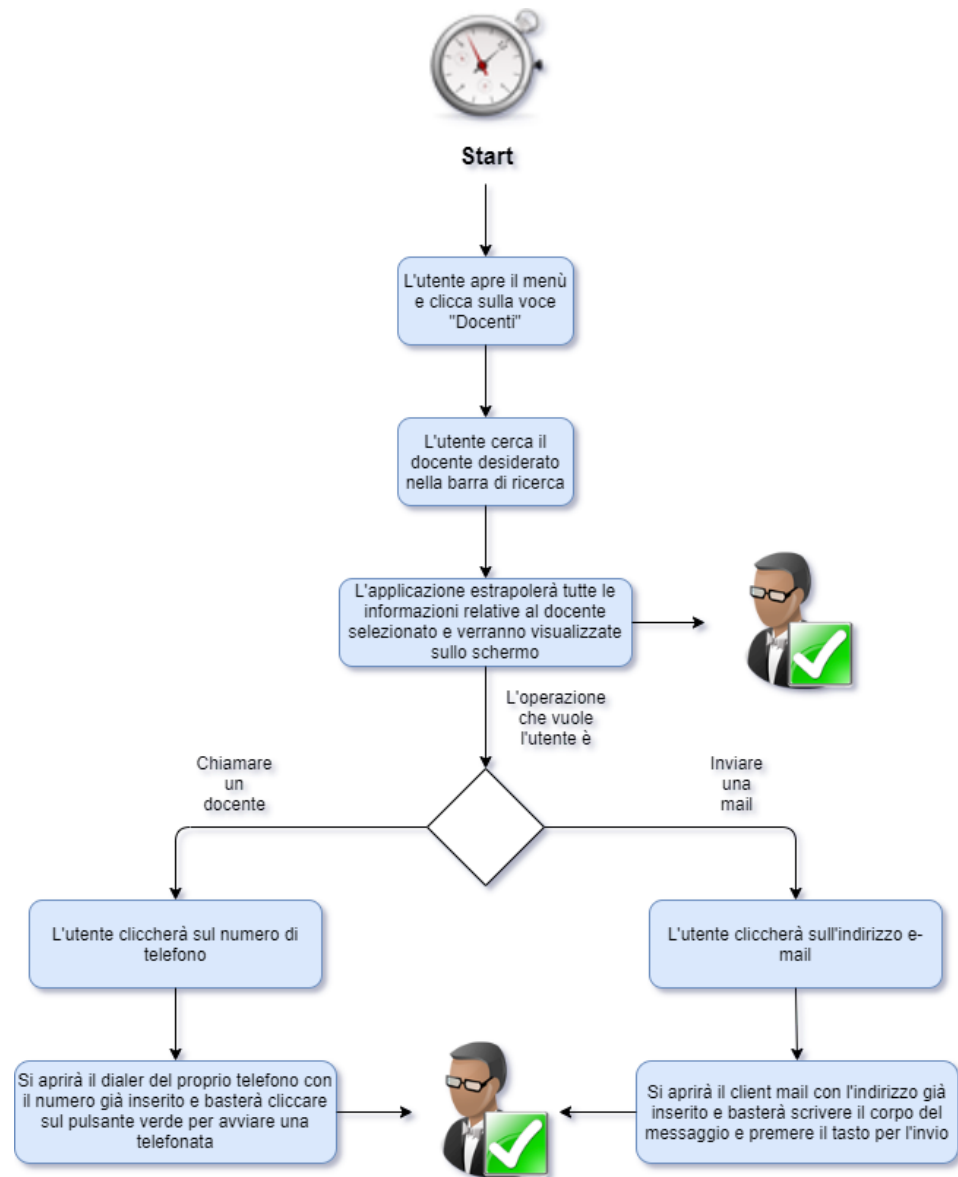 Start
L'utente apre il menù
e clicca sulla voce
"Docenti"
L'utente cerca il
docente desiderato
nella barra di ricerca
L'applicazione estrapolerà tutte le
informazioni relative al docente
selezionato e verranno visualizzate
sullo schermo
L'operazione
che vuole
l'utente è
Chiamare
un
docente
Inviare
una
mail
L'utente cliccherà sul numero di
telefono
L'utente cliccherà sull'indirizzo e-
mail
Si aprirà il dialer del proprio telefono con
il numero già inserito e basterà cliccare
sul pulsante verde per avviare una
telefonata
Si aprirà il client mail con l'indirizzo già
inserito e basterà scrivere il corpo del
messaggio e premere il tasto per l'invio